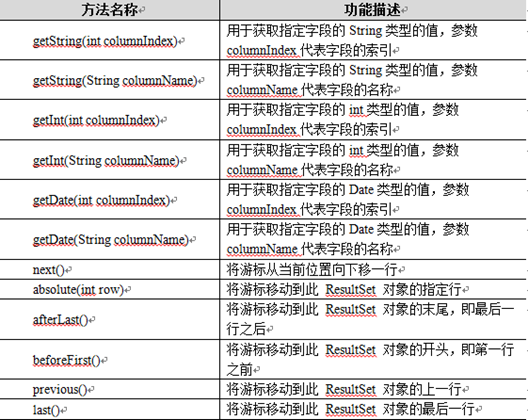 方法名称 功能描述
getString(int columnIndex) 用于获取指定字段的 String 类型的值，参数
columnIndex 代表字段的索引
getString(String columnName) 用于获取指定字段的 String 类型的值，参数
columnName 代表字段的名称
getInt(int columnIndex) 用于获取指定字段的 int 类型的值，参数
columnIndex 代表字段的索引
getInt(String columnName) 用于获取指定字段的 int 类型的值，参数
columnName 代表字段的名称
getDate(int columnIndex) 用于获取指定字段的 Date 类型的值，参数
columnIndex 代表字段的索引
getDate(String columnName) 用于获取指定字段的 Date 类型的值，参数
columnName 代表字段的名称
next() 将游标从当前位置向下移一行
absolute(int row) 将游标移动到此 ResultSet 对象的指定行
afterLast() 将游标移动到此 ResultSet 对象的末尾，即最后一
行之后
beforeFirst() 将游标移动到此 ResultSet 对象的开头，即第一行
之前
previous() 将游标移动到此 ResultSet 对象的上一行
last() 将游标移动到此 ResultSet 对象的最后一行